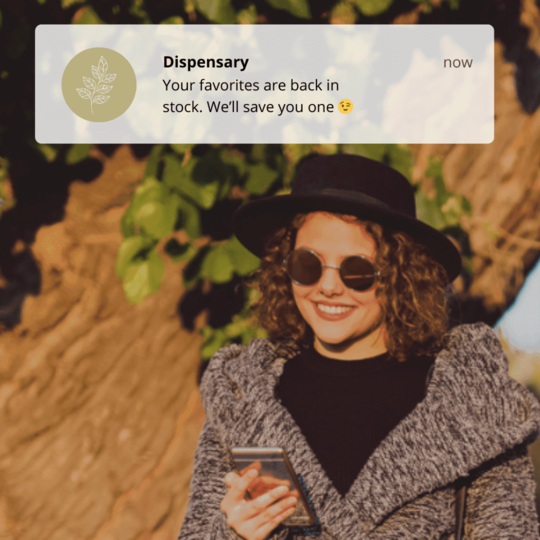 Dispensary
now
Your favorites are back in
stock. We'll save you one 😉